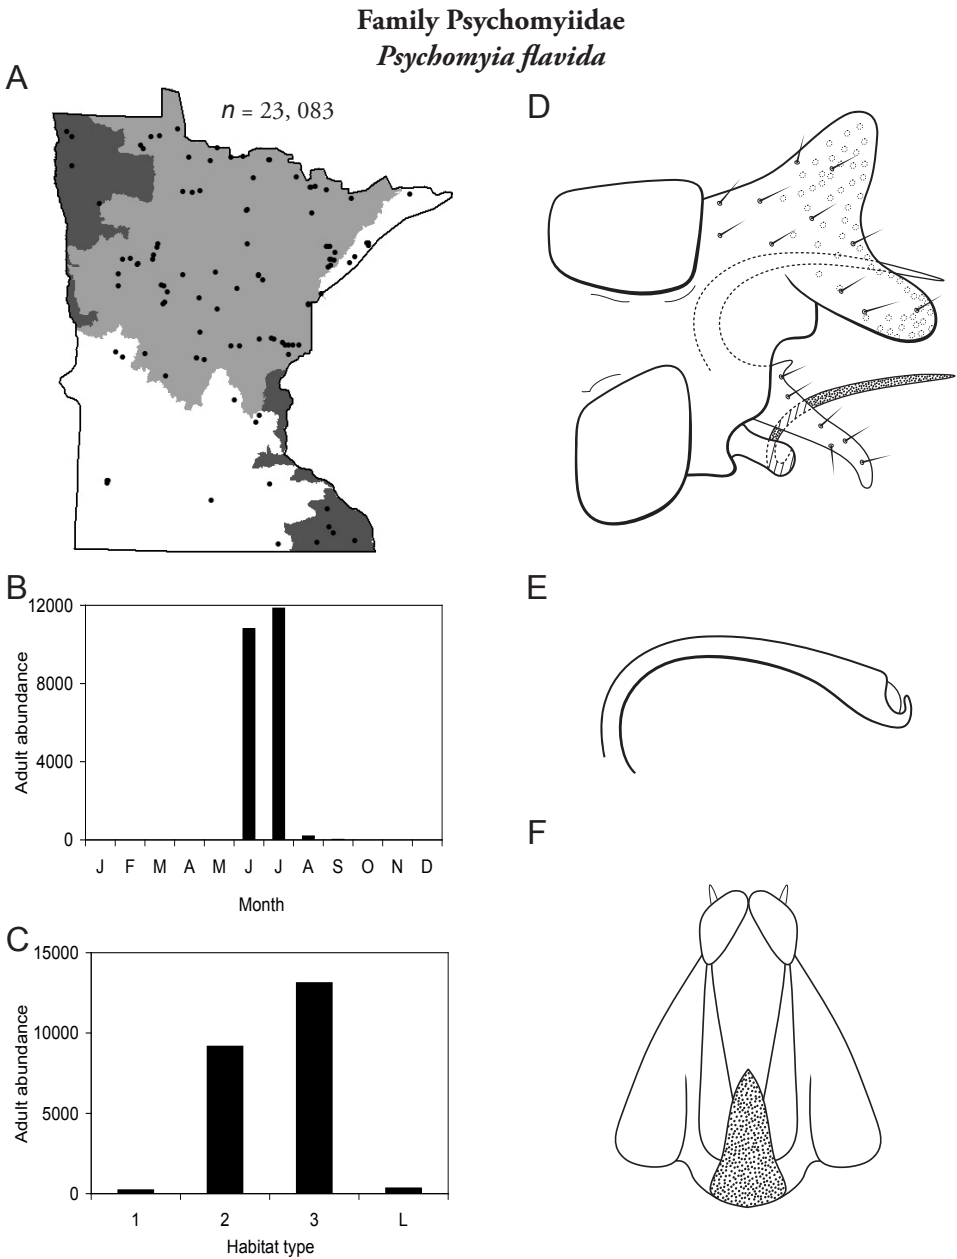 Family Psychomyiidae
Psychomyia flavida
A
n = 23, 083
B
12000
8000
4000
0
Adult abundance
J F M A M J J A S O N D
Month
C
15000
10000
5000
0
Adult abundance
1 2 3 L
Habitat type
D
E
F